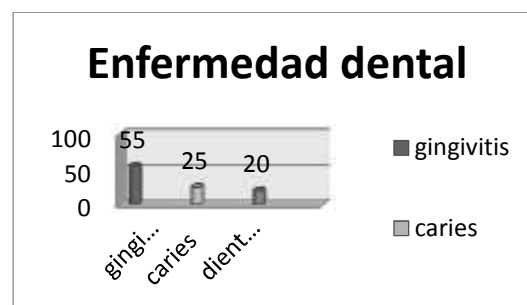 Enfermedad dental
100
50
0
55
25
20
gingi...
caries
dient...
gingivitis
caries